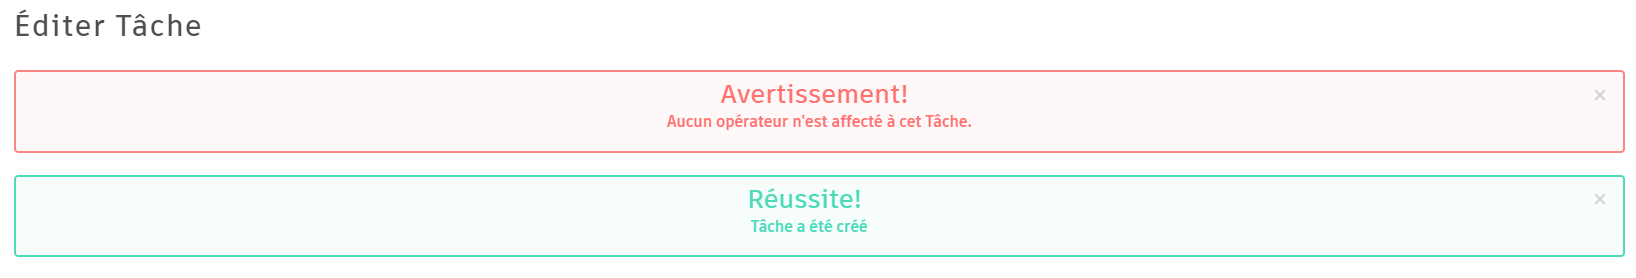 Éditer Tâche
Avertissement!
×
Aucun opérateur n'est affecté à cet Tâche.
Réussite!
×
Tâche a été créé